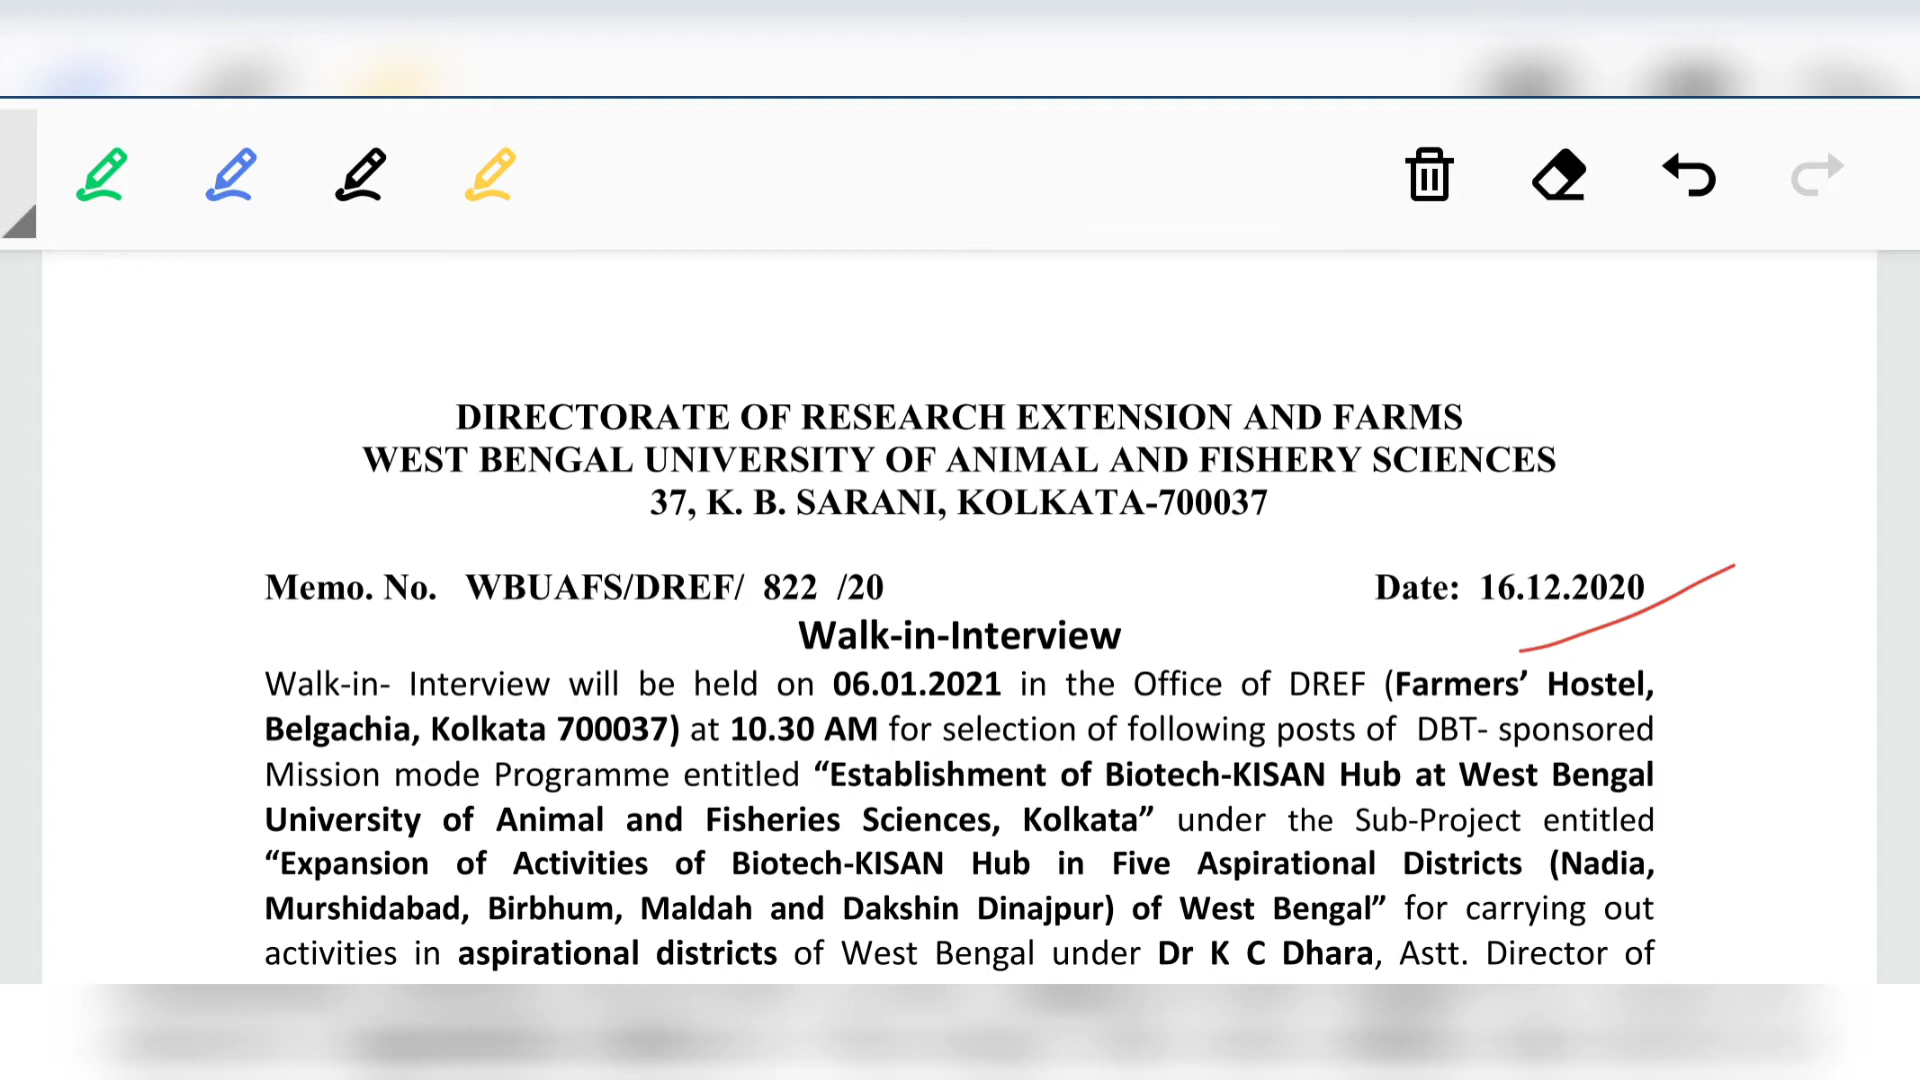 DIRECTORATE OF RESEARCH EXTENSION AND FARMS
WEST BENGAL UNIVERSITY OF ANIMAL AND FISHERY SCIENCES
37, K. B. SARANI, KOLKATA-700037
Memo. No. WBUAFS/DREF/ 822 /20 Date: 16.12.2020
Walk-in-Interview
Walk-in- Interview will be held on 06.01.2021 in the Office of DREF (Farmers’ Hostel,
Belgachia, Kolkata 700037) at 10.30 AM for selection of following posts of DBT- sponsored
Mission mode Programme entitled “Establishment of Biotech-KISAN Hub at West Bengal
University of Animal and Fisheries Sciences, Kolkata” under the Sub-Project entitled
“Expansion of Activities of Biotech-KISAN Hub in Five Aspirational Districts (Nadia,
Murshidabad, Birbhum, Maldah and Dakshin Dinajpur) of West Bengal” for carrying out
activities in aspirational districts of West Bengal under Dr K C Dhara, Astt. Director of